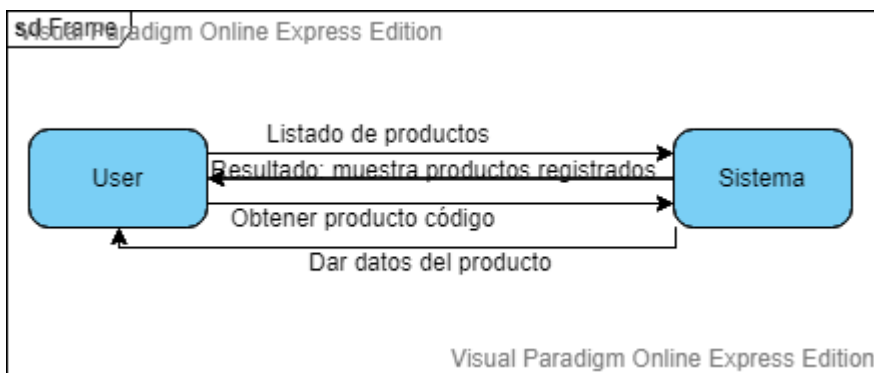 sd Frame
Visual Paradigm Online Express Edition
Listado de productos
Resultado: muestra productos registrados
User
Sistema
Obtener producto código
Dar datos del producto
Visual Paradigm Online Express Edition